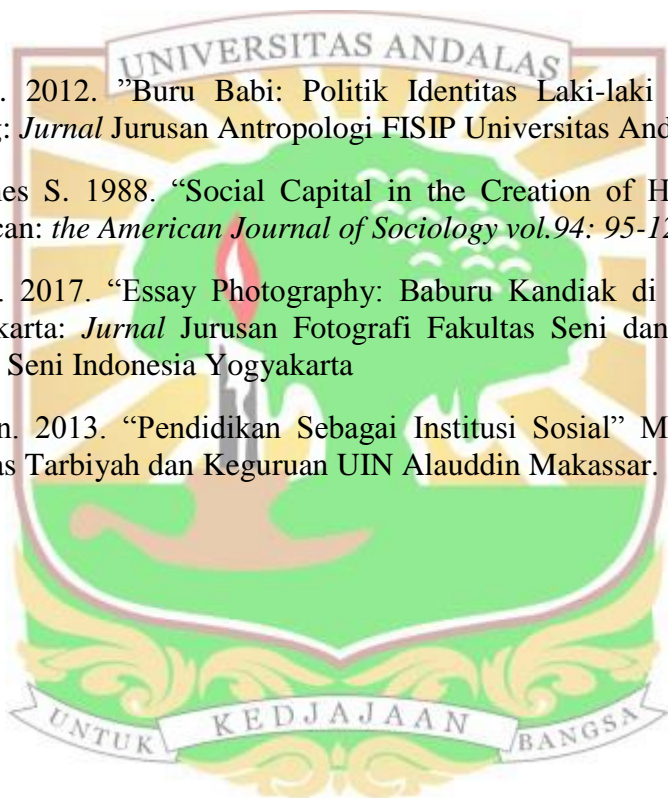 UNIVERSITAS ANDALAS
. 2012. ”Buru Babi: Politik Identitas Laki-laki
: Jurnal Jurusan Antropologi FISIP Universitas And
es S. 1988. “Social Capital in the Creation of H
can: the American Journal of Sociology vol.94: 95-12
. 2017. “Essay Photography: Baburu Kandiak di
karta: Jurnal Jurusan Fotografi Fakultas Seni dan
Seni Indonesia Yogyakarta
n. 2013. “Pendidikan Sebagai Institusi Sosial” M
as Tarbiyah dan Keguruan UIN Alauddin Makassar.
UNTUK KEDJAJAAN BANGSA